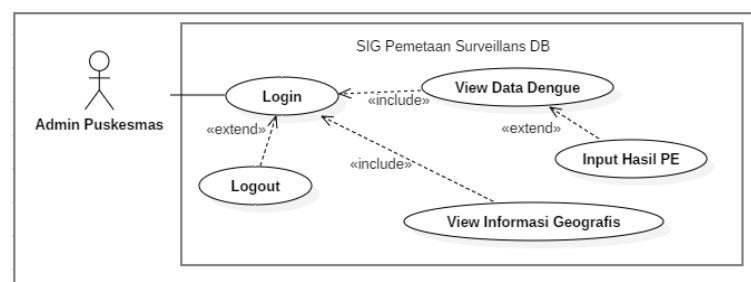 SIG Pemetaan Surveillans DB
Admin Puskesmas
Login
View Data Dengue
«include»
«extend»
«extend»
Input Hasil PE
«include»
Logout
View Informasi Geografis